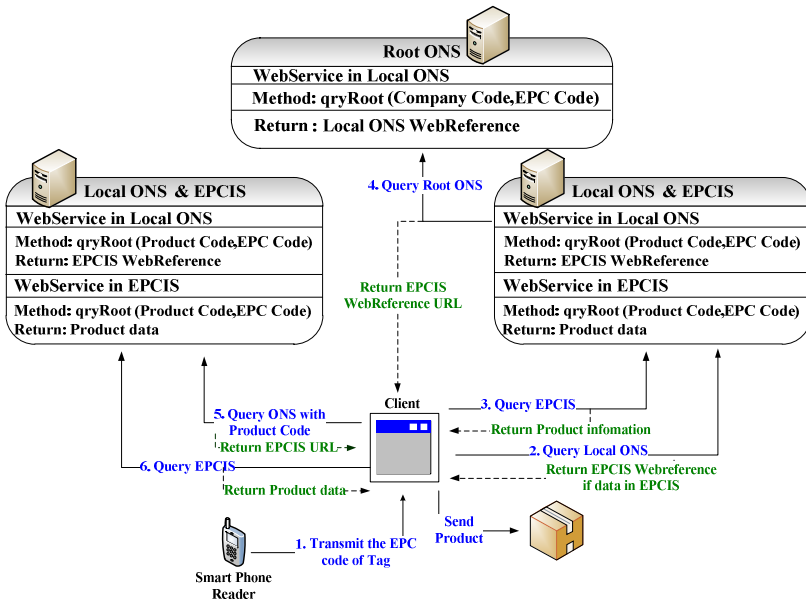 Root ONS
WebService in Local ONS
Method: qryRoot (Company Code,EPC Code)
Return : Local ONS WebReference
4. Query Root ONS
Local ONS & EPCIS
WebService in Local ONS
Method: qryRoot (Product Code,EPC Code)
Return: EPCIS WebReference
WebService in EPCIS
Method: qryRoot (Product Code,EPC Code)
Return: Product data
Local ONS & EPCIS
WebService in Local ONS
Method: qryRoot (Product Code,EPC Code)
Return: EPCIS WebReference
WebService in EPCIS
Method: qryRoot (Product Code,EPC Code)
Return: Product data
Return EPCIS
WebReference URL
Client
5. Query ONS with
Product Code
Return EPCIS URL
6. Query EPCIS
Return Product data
3. Query EPCIS
Return Product infomation
2. Query Local ONS
Return EPCIS Webreference
if data in EPCIS
Send
Product
1. Transmit the EPC
code of Tag
Smart Phone
Reader